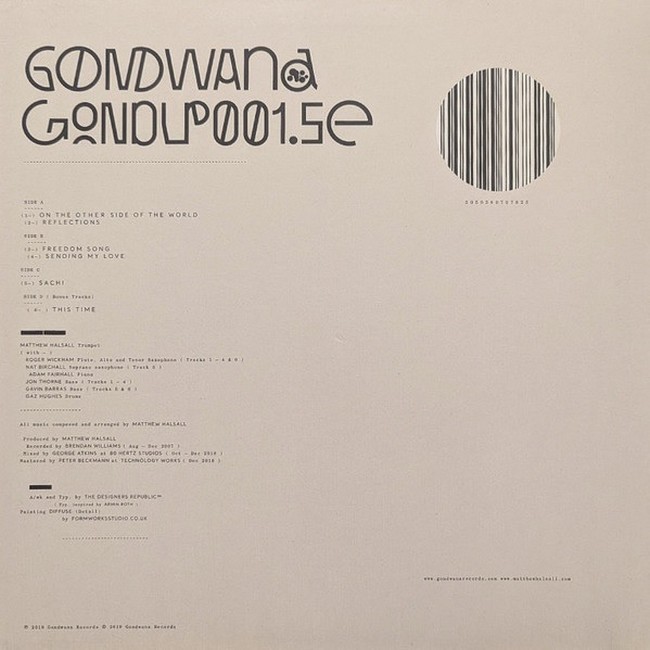 GONDWANA
GONDLP001.SE
SIDE A
(1-) ON THE OTHER SIDE OF THE WORLD
(2-) REFLECTIONS
SIDE B
(3-) FREEDOM SONG
(4-) SENDING MY LOVE
SIDE C
(5-) SACHI
SIDE D ( Bonus Tracks)
( 6- ) THIS TIME
MATTHEW HALSALL Trumpet
( with - )
ROGER WICKHAM Flute, Alto and Tenor Saxophone ( Tracks 1 - 4 & 6 )
NAT BIRCHALL Soprano saxophone ( Track 5 )
ADAM FAIRHALL Piano
JON THORNE Bass ( Tracks 1 - 4 )
GAVIN BARRAS Bass ( Tracks 5 & 6 )
GAZ HUGHES Drums
All music composed and arranged by MATTHEW HALSALL
Produced by MATTHEW HALSALL
Recorded by BRENDAN WILLIAMS ( Aug - Dec 2007 )
Mixed by GEORGE ATKINS at 80 HERTZ STUDIOS ( Oct - Dec 2018 )
Mastered by PETER BECKMANN at TECHNOLOGY WORKS ( Dec 2018 )
A/wk and Typ. by THE DESIGNERS REPUBLIC™
( Typ. inspired by ARMIN ROTH )
Painting DIFFUSE (Detail)
by FORMWORKSSTUDIO.CO.UK
www.gondwanarecords.com www.matthewhalsall.com
℗ 2019 Gondwana Records © 2019 Gondwana Records